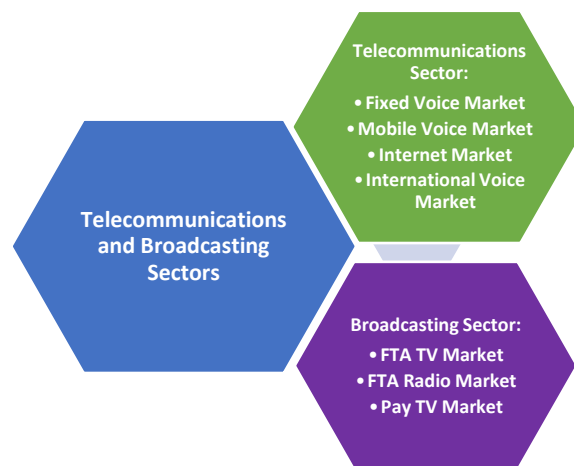 Telecommunications
and Broadcasting
Sectors
Telecommunications
Sector:
• Fixed Voice Market
• Mobile Voice Market
• Internet Market
• International Voice
Market
Broadcasting Sector:
• FTA TV Market
• FTA Radio Market
• Pay TV Market